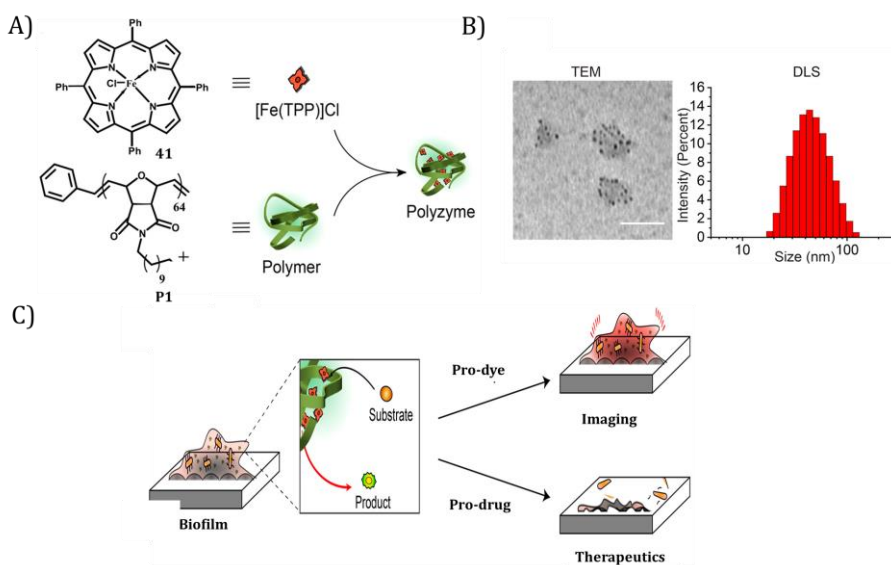 A)
Ph
Ph
Ph
Ph
N
N
N
N
Cl
Fe
41
≡
[Fe(TPP)]Cl
O
64
O
N
O
9
+
P1
≡
Polymer
Polyzyme
B)
TEM
DLS
Intensity (Percent)
16
14
12
10
8
6
4
2
0
10
100
Size (nm)
C)
Biofilm
Substrate
Product
Pro-dye
Imaging
Pro-drug
Therapeutics